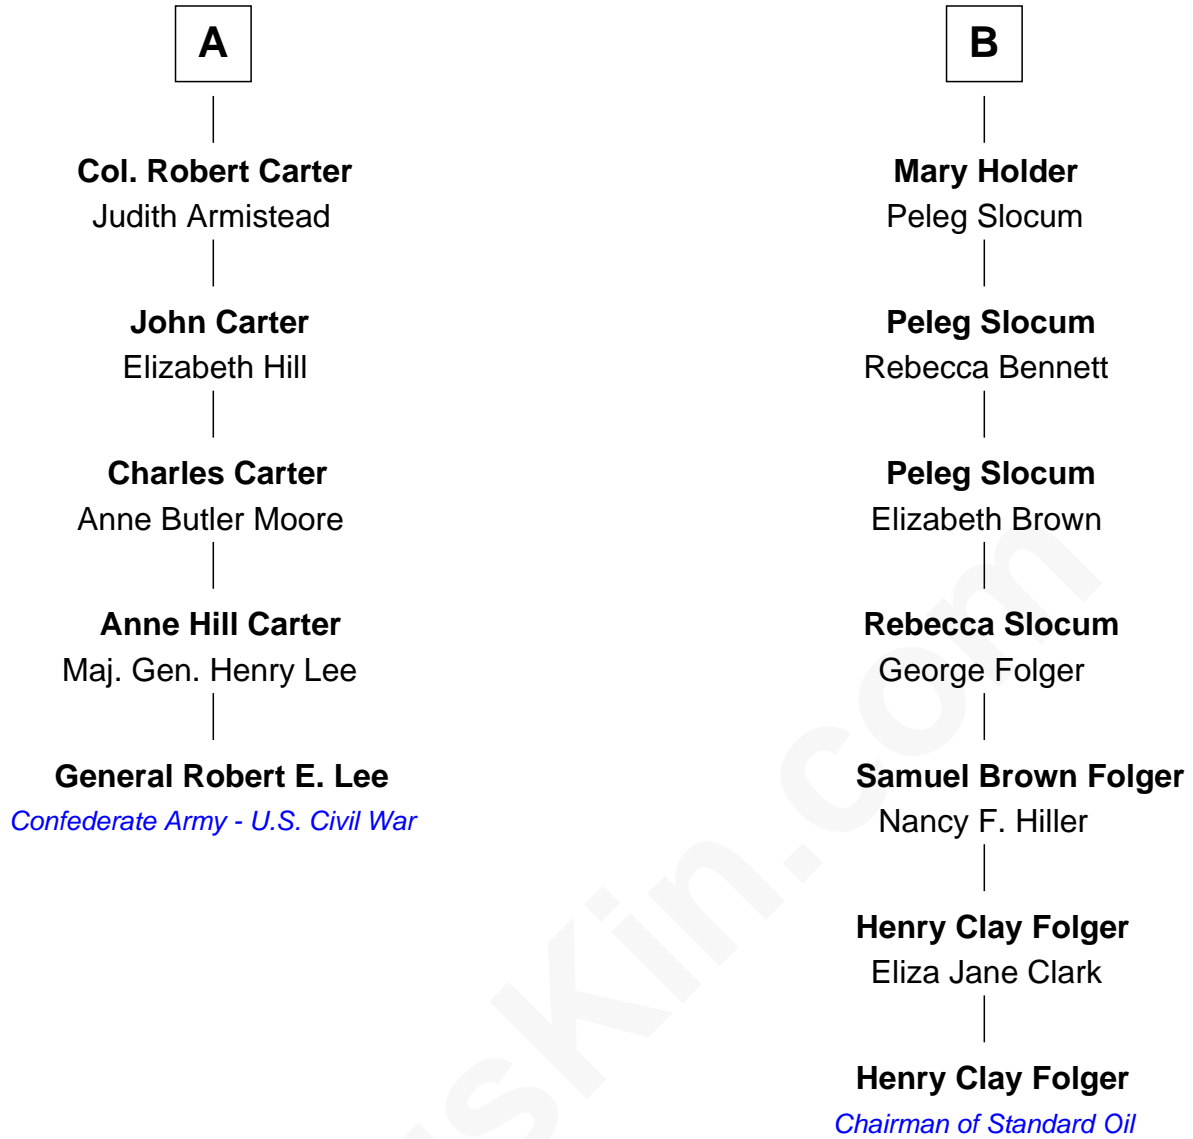 A
Col. Robert Carter
Judith Armistead
John Carter
Elizabeth Hill
Charles Carter
Anne Butler Moore
Anne Hill Carter
Maj. Gen. Henry Lee
General Robert E. Lee
Confederate Army - U.S. Civil War
B
Mary Holder
Peleg Slocum
Peleg Slocum
Rebecca Bennett
Peleg Slocum
Elizabeth Brown
Rebecca Slocum
George Folger
Samuel Brown Folger
Nancy F. Hiller
Henry Clay Folger
Eliza Jane Clark
Henry Clay Folger
Chairman of Standard Oil
sKin.com